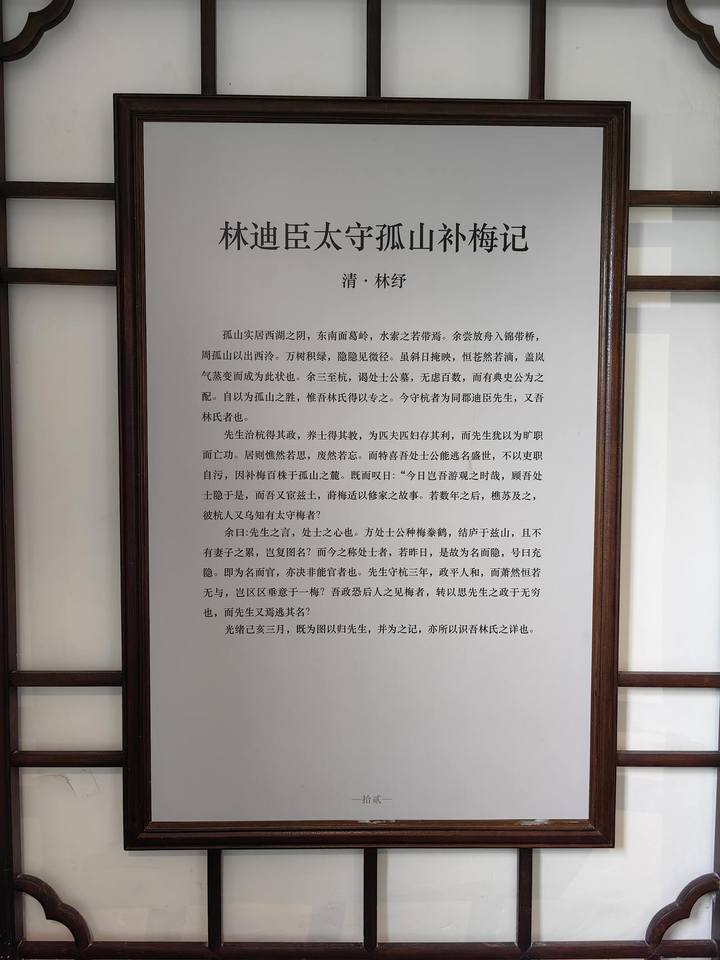 林迪臣太守孤山补梅记
清·林纾
孤山实居西湖之阴，东南面葛岭，水索之若带焉。余尝放舟入锦带桥，
周孤山以出西泠。万树积绿，隐隐见微径。虽斜日掩映，恒苍然若滴，盖岚
气蒸变而成为此状也。余三至杭，谒处士公墓，无虑百数，而有典史公为之
配。自以为孤山之胜，惟吾林氏得以专之。今守杭者为同郡迪臣先生，又吾
林氏者也。
先生治杭得其政，养士得其教，为匹夫匹妇存其利，而先生犹以为旷职
而亡功。居则憔然若思，废然若忘。而特喜吾处士公能逃名盛世，不以吏职
自污，因补梅百株于孤山之麓。既而叹曰：“今日岂吾游观之时哉，顾吾处
士隐于是，而吾又宦兹土，莳梅适以修家之故事。若数年之后，樵苏及之，
彼杭人又乌知有太守梅者？
余曰:先生之言，处士之心也。方处士公种梅豢鹤，结庐于兹山，且不
有妻子之累，岂复图名？而今之称处士者，若昨日，是故为名而隐，号曰充
隐。即为名而官，亦决非能官者也。先生守杭三年，政平人和，而萧然恒若
无与，岂区区垂意于一梅？吾政恐后人之见梅者，转以思先生之政于无穷
也，而先生又焉逃其名？
光绪己亥三月，既为图以归先生，并为之记，亦所以识吾林氏之详也。
—拾贰—